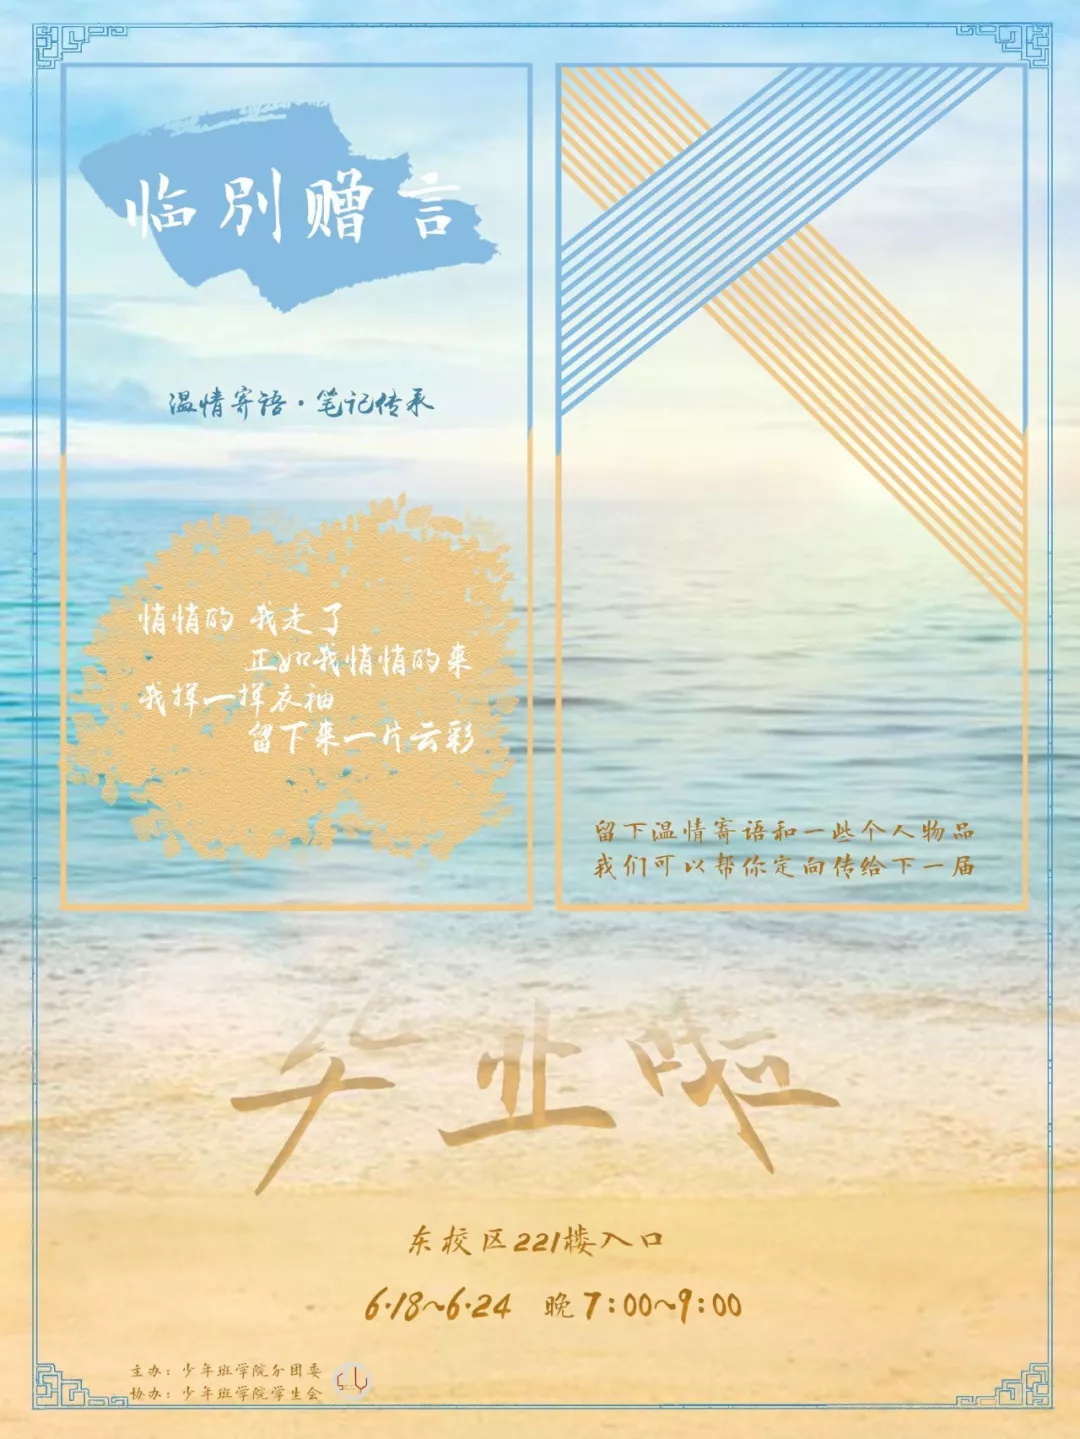 临别赠言
温情寄语·笔记传承
悄悄的 我走了
正如我悄悄的来
我挥一挥衣袖
留下来一片云彩
留下温情寄语和一些个人物品
我们可以帮你定向传给下一届
毕业啦
东校区221楼入口
6·18~6·24 晚7:00~9:00
主办：少年班学院分团委
协办：少年班学院学生会